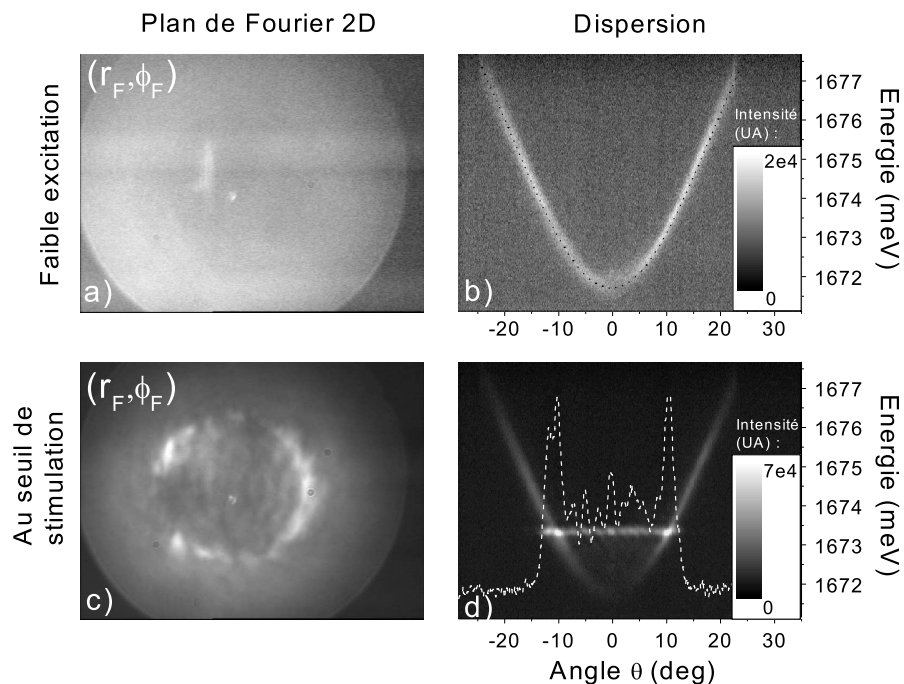 Plan de Fourier 2D
Dispersion
Faible excitation
(r_F,ϕ_F)
a)
b)
Intensité
(UA) :
2e4
0
1677
1676
1675
1674
1673
1672
Energie (meV)
-20 -10 0 10 20 30
Au seuil de
stimulation
(r_F,ϕ_F)
c)
d)
Intensité
(UA) :
7e4
0
1677
1676
1675
1674
1673
1672
Energie (meV)
-20 -10 0 10 20 30
Angle θ (deg)